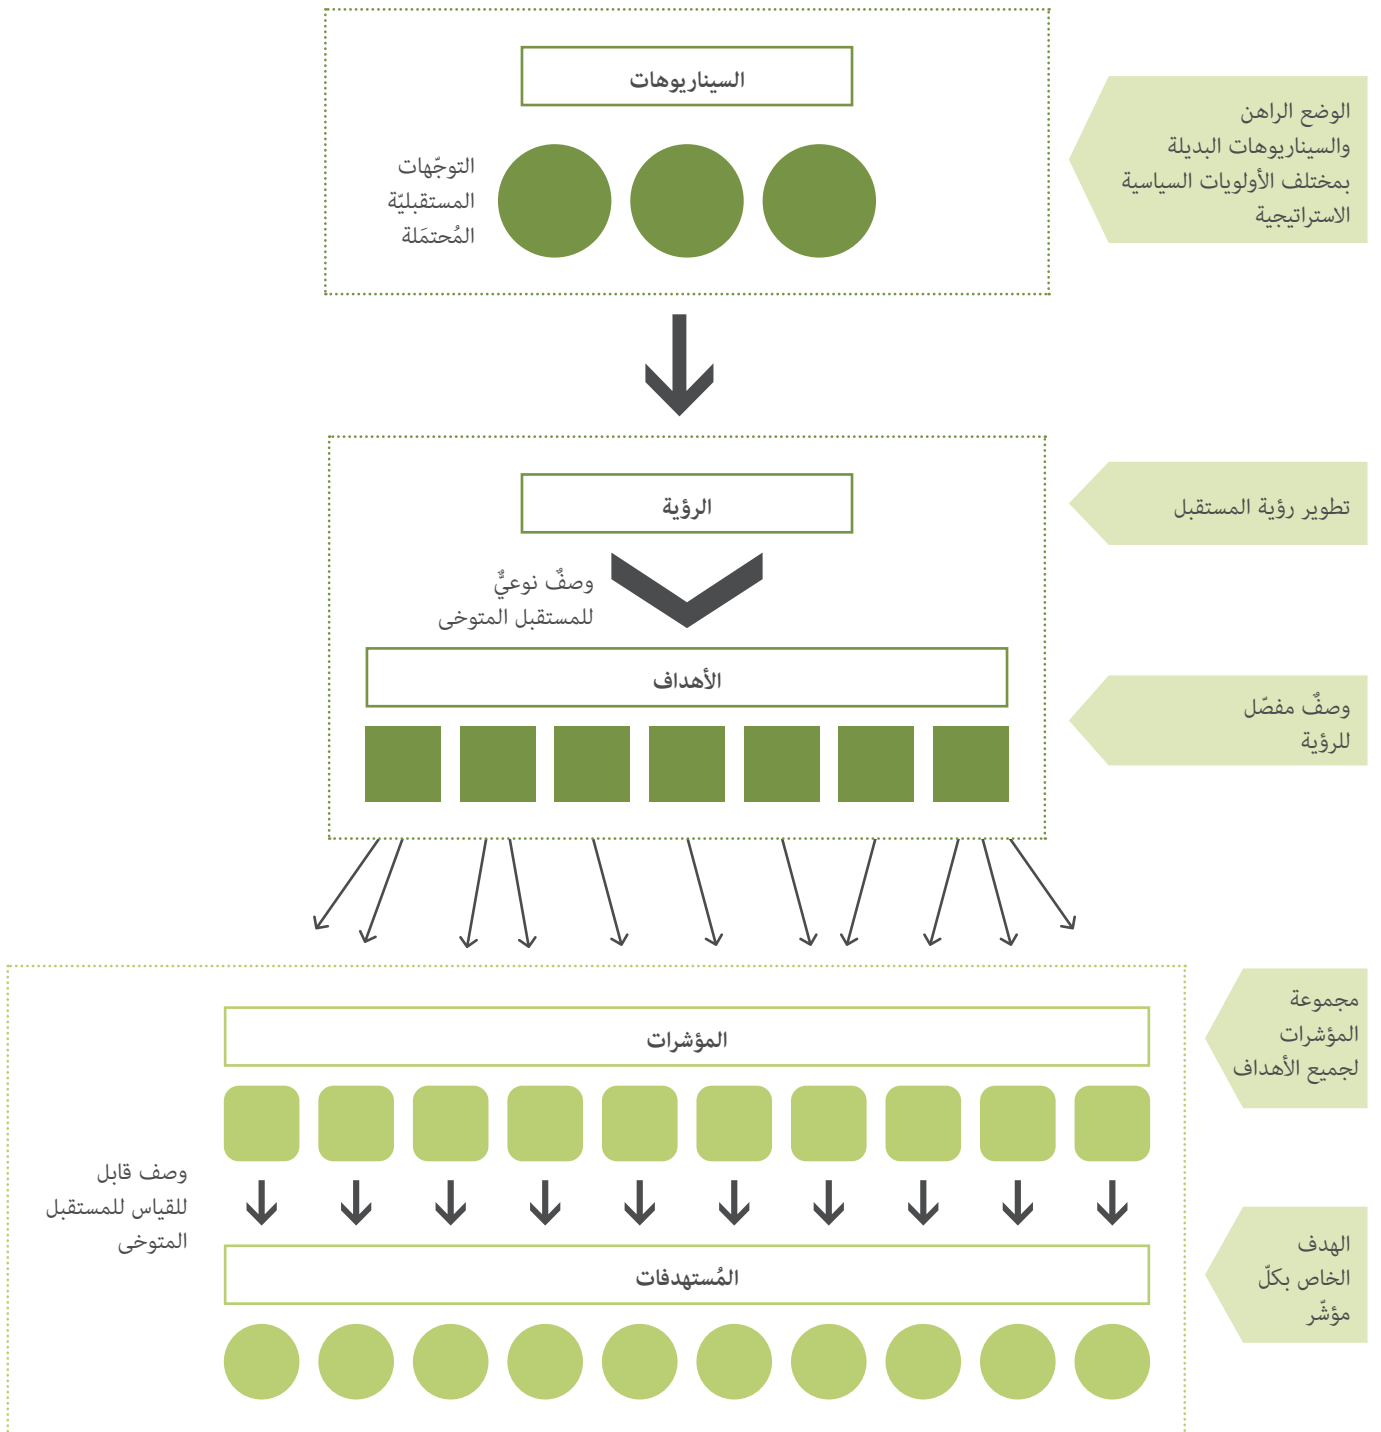 السيناريوهات
الوضع الراهن
والسيناريوهات البديلة
بمختلف الأولويات السياسية
الاستراتيجية
التوجّهات
المستقبليّة
المُحتمَلة
الرؤية
تطوير رؤية المستقبل
وصفٌ نوعيٌّ
للمستقبل المتوخى
الأهداف
وصفٌ مفصّل
للرؤية
مجموعة
المؤشرات
لجميع الأهداف
المؤشرات
وصف قابل
للقياس للمستقبل
المتوخى
الهدف
الخاص بكلّ
مؤشّر
المُستهدفات